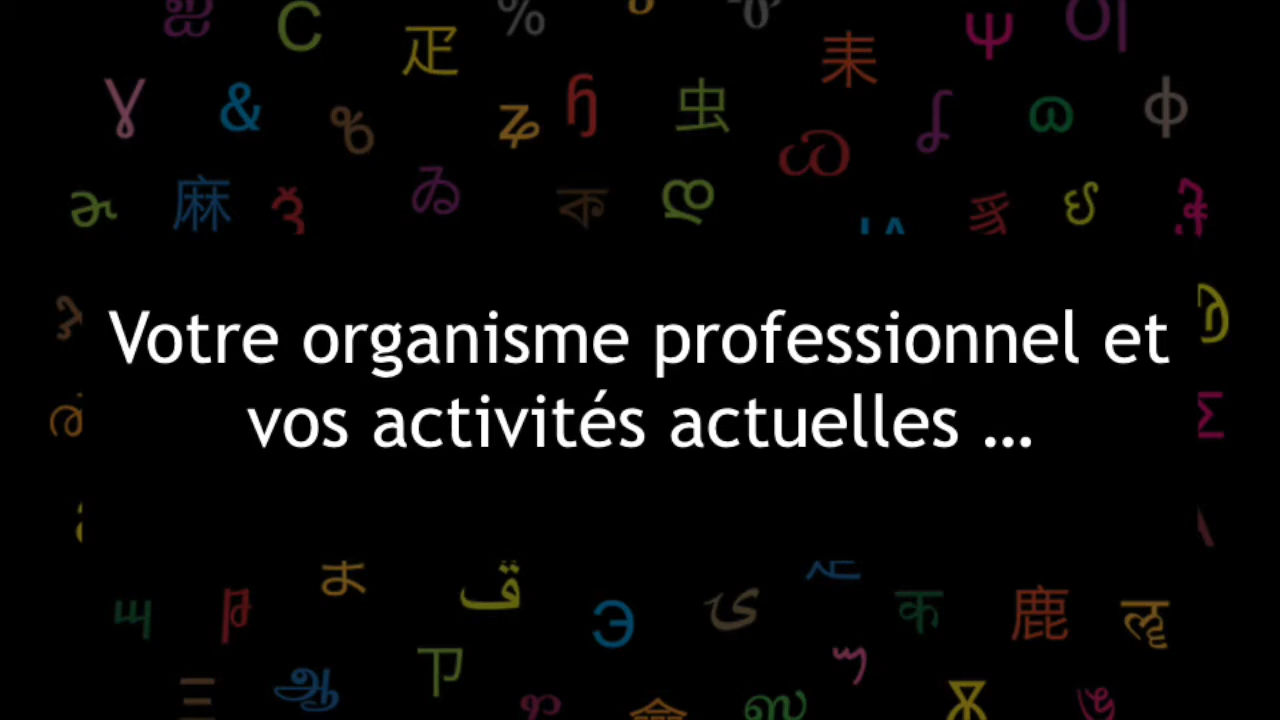 Votre organisme professionnel et
vos activités actuelles ...